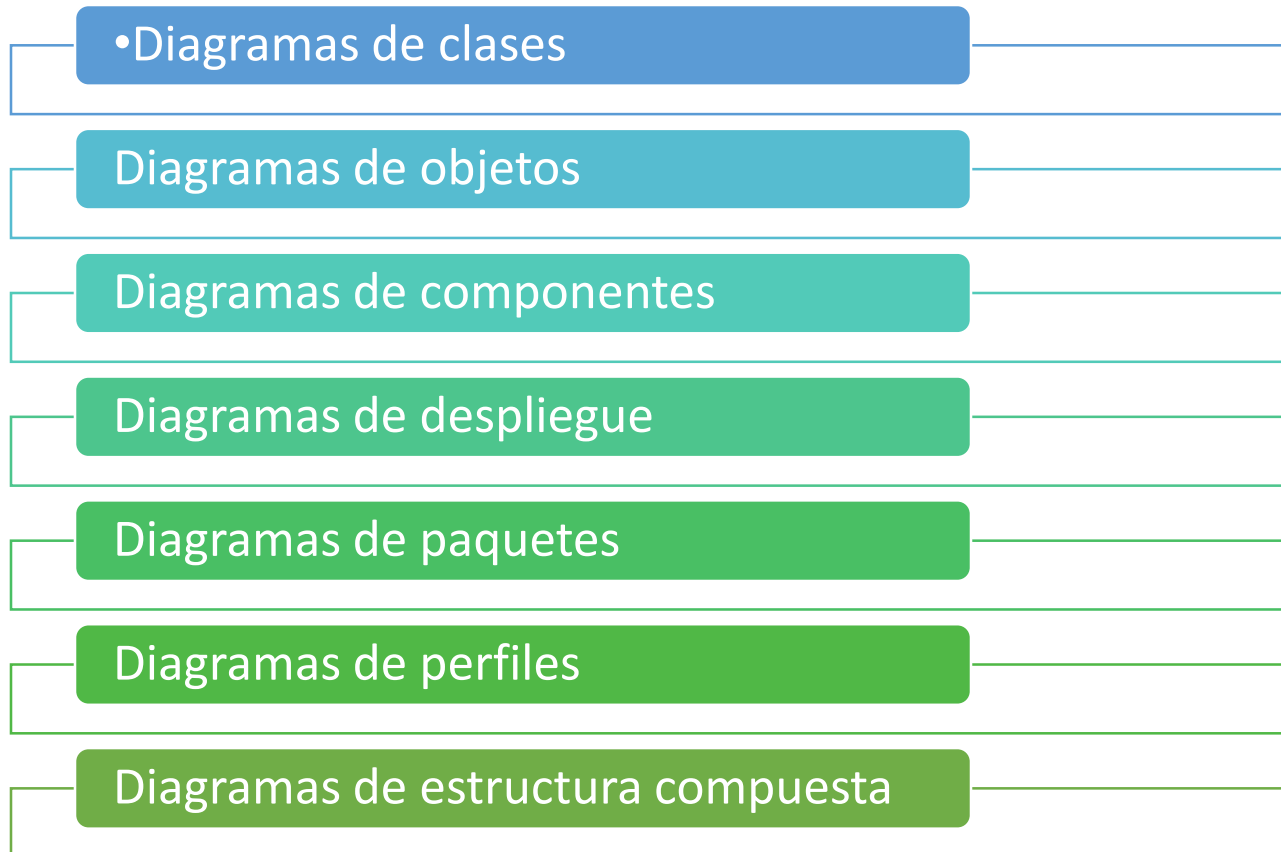 •Diagramas de clases
Diagramas de objetos
Diagramas de componentes
Diagramas de despliegue
Diagramas de paquetes
Diagramas de perfiles
Diagramas de estructura compuesta